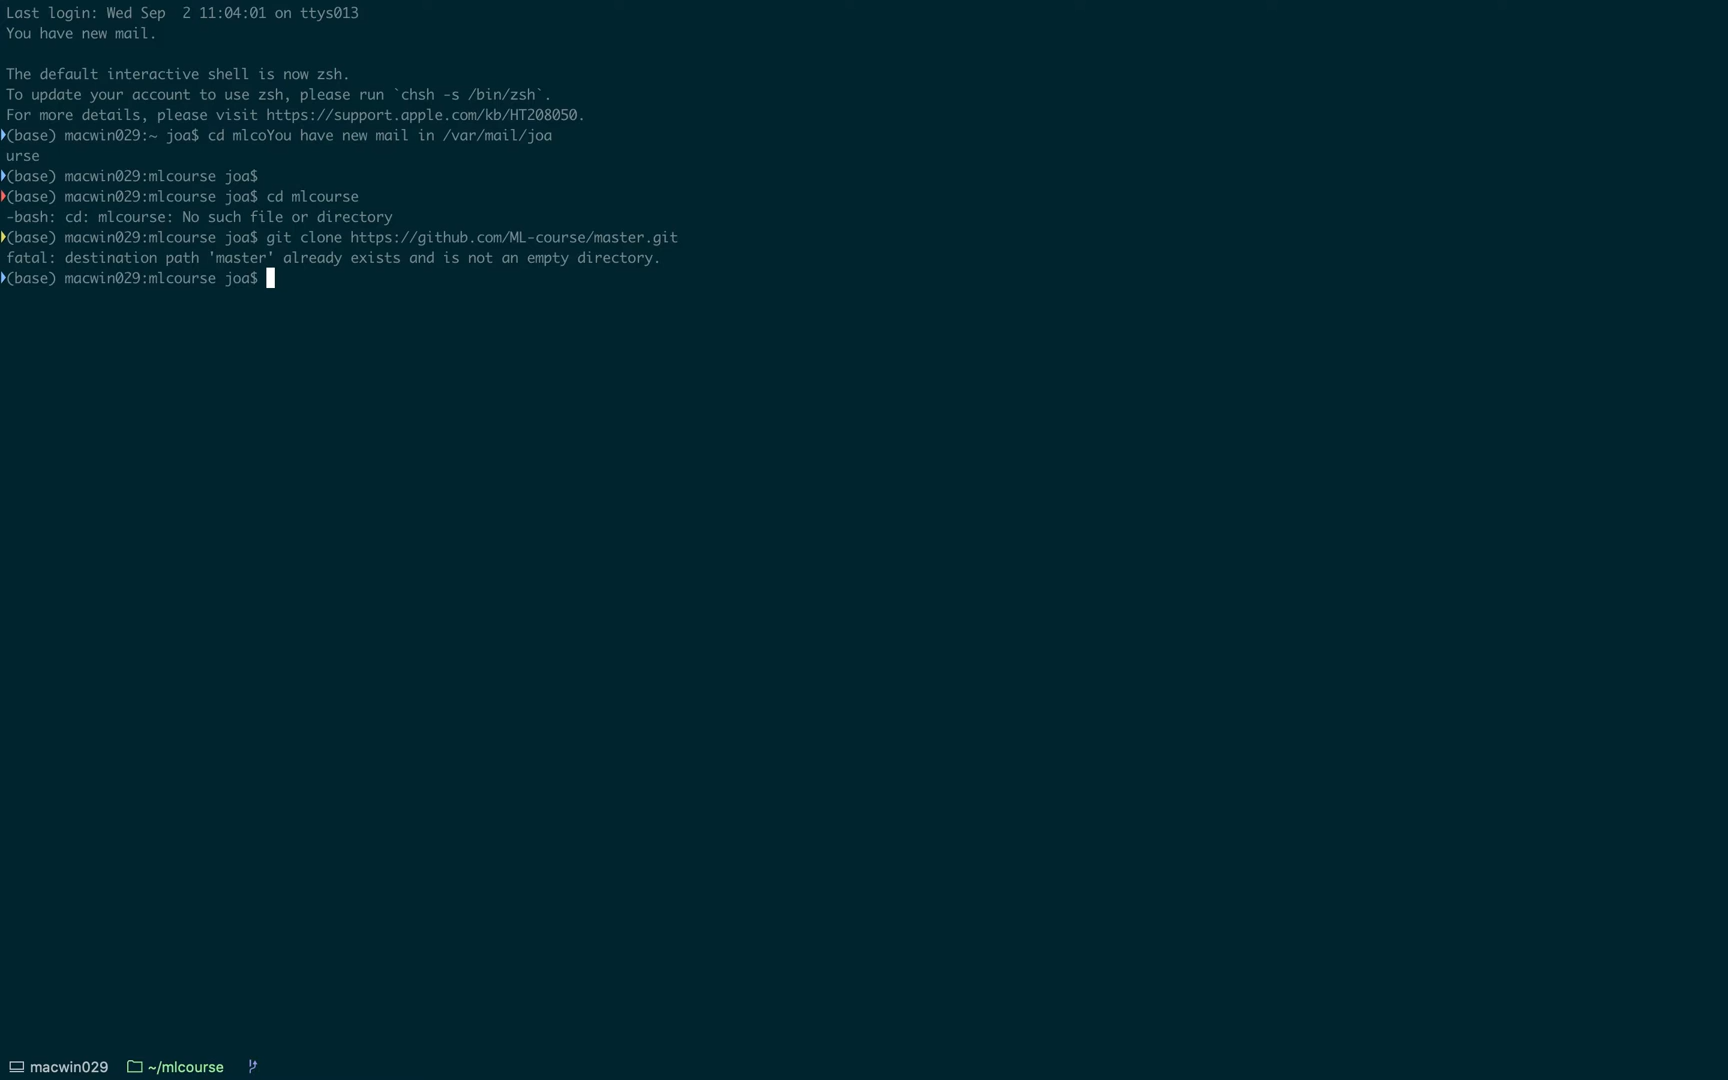 Last login: Wed Sep  2 11:04:01 on ttys013
You have new mail.
The default interactive shell is now zsh.
To update your account to use zsh, please run `chsh -s /bin/zsh`.
For more details, please visit https://support.apple.com/kb/HT208050.
(base) macwin029:~ joa$ cd mlcoYou have new mail in /var/mail/joa
urse
(base) macwin029:mlcourse joa$
(base) macwin029:mlcourse joa$ cd mlcourse
-bash: cd: mlcourse: No such file or directory
(base) macwin029:mlcourse joa$ git clone https://github.com/ML-course/master.git
fatal: destination path 'master' already exists and is not an empty directory.
(base) macwin029:mlcourse joa$
macwin029 ~/mlcourse